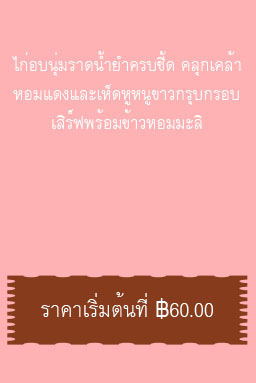 ไก่อบนุ่มราดน้ำยำครบซี้ด คลุกเคล้า
หอมแดงและเห็ดหูหนูขาวกรุบกรอบ
เสิร์ฟพร้อมข้าวหอมมะลิ
ราคาเริ่มต้นที่ ฿60.00